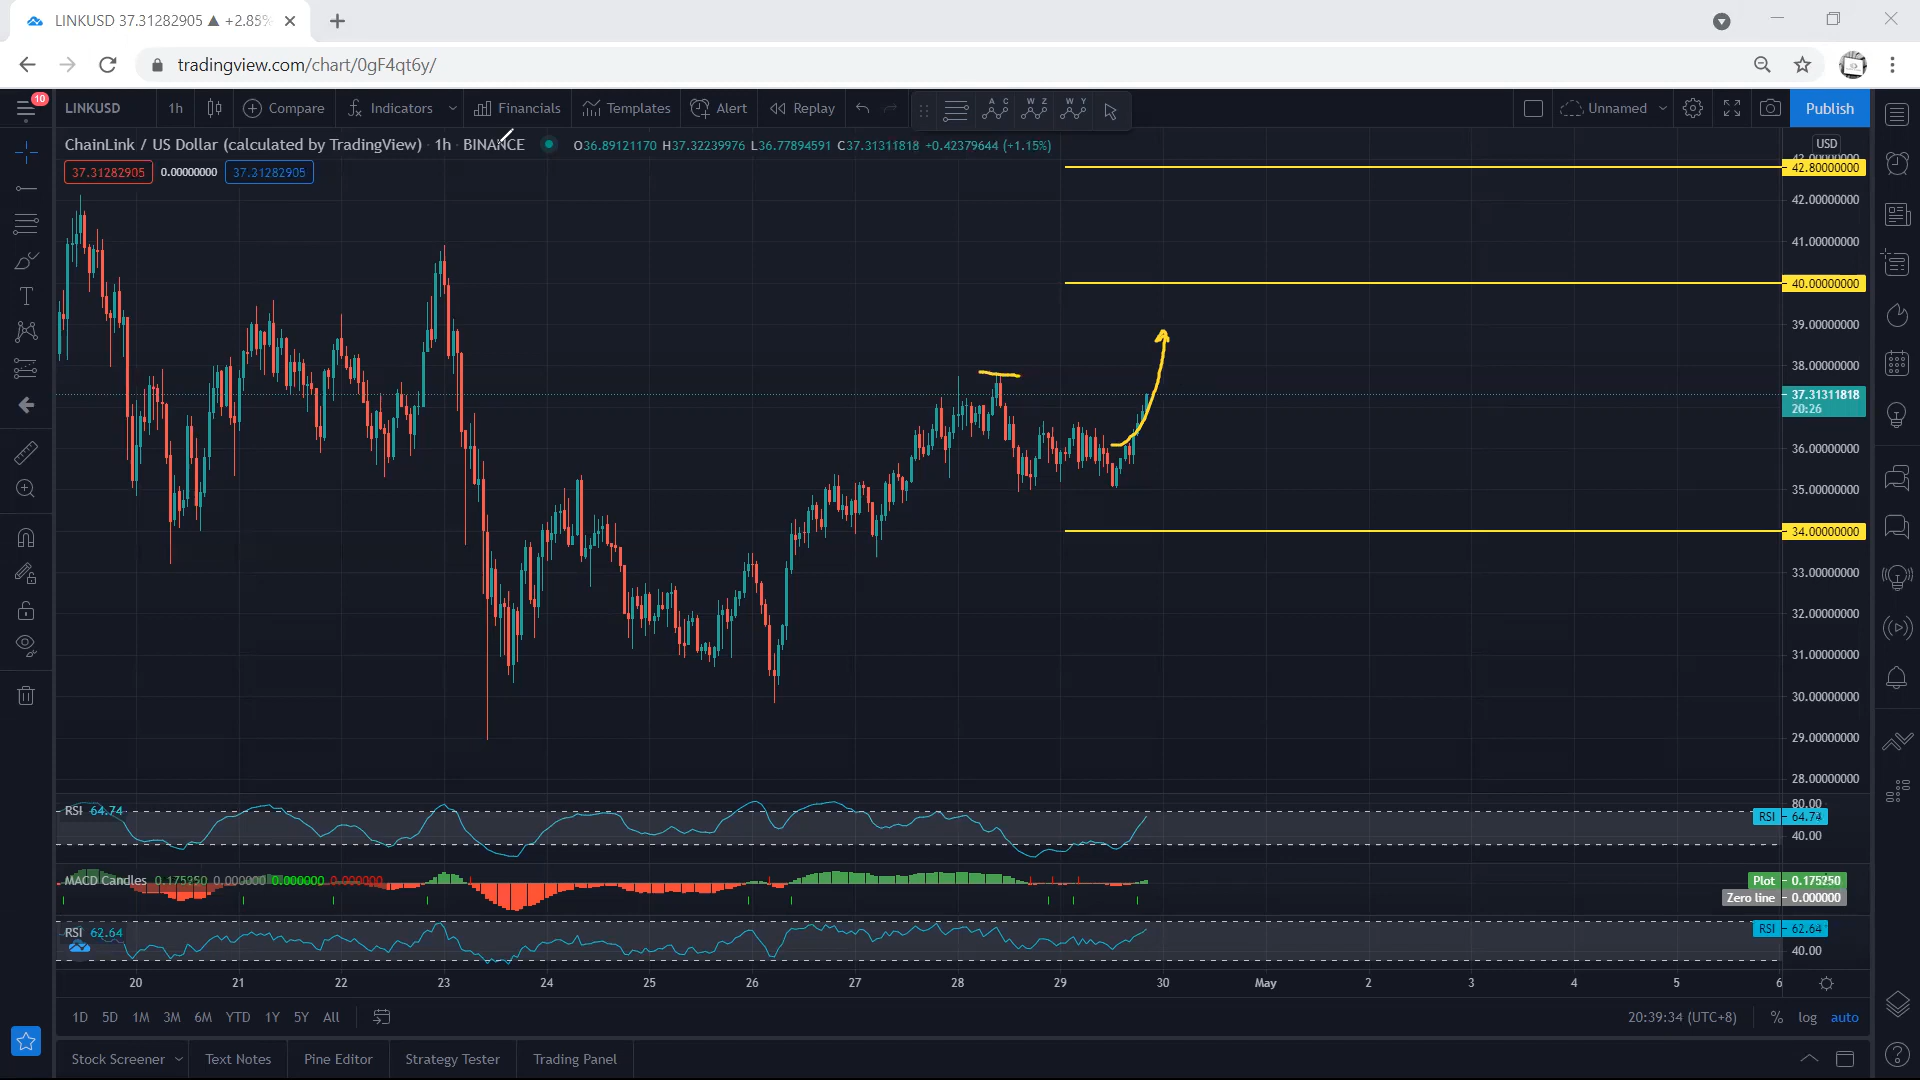 LINKUSD 37.31282905 ▲ +2.85%
tradingview.com/chart/0gF4qt6y/
10
LINKUSD 1h Compare Indicators Financials Templates Alert Replay A C W Z W Y Unnamed Publish
ChainLink / US Dollar (calculated by TradingView) · 1h · BINANCE O36.89121170 H37.32239976 L36.77894591 C37.31311818 +0.42379644 (+1.15%)
37.31282905 0.00000000 37.31282905
USD
42.80000000
42.00000000
41.00000000
40.00000000
39.00000000
38.00000000
37.31311818
20:26
36.00000000
35.00000000
34.00000000
33.00000000
32.00000000
31.00000000
30.00000000
29.00000000
28.00000000
RSI 64.74
80.00
RSI 64.74
40.00
MACD Candles 0.175250 0.000000 0.000000 0.000000
Plot 0.175250
Zero line 0.000000
RSI 62.64
RSI 62.64
40.00
20 21 22 23 24 25 26 27 28 29 30 May 2 3 4 5 6
1D 5D 1M 3M 6M YTD 1Y 5Y All 20:39:34 (UTC+8) % log auto
Stock Screener Text Notes Pine Editor Strategy Tester Trading Panel